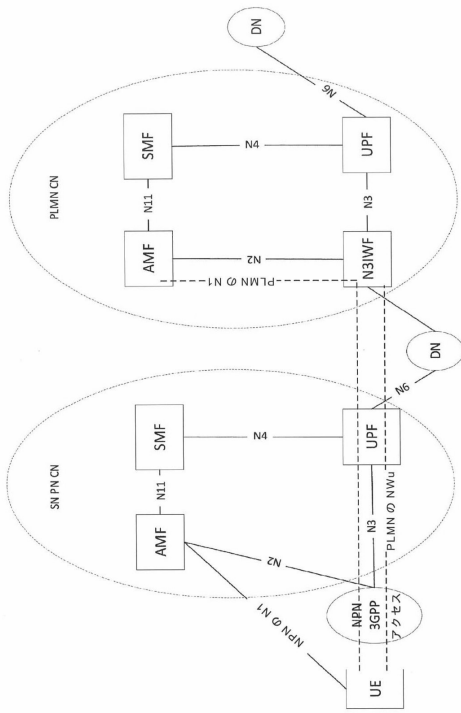 SN PN CN
PLMN CN
AMF
N11
SMF
AMF
N11
SMF
NPN の N1
N2
N4
N2
PLMN の N1
N4
UE
NPN
3GPP
アクセス
N3
UPF
PLMN の NWu
N6
DN
N3IWF
N3
UPF
N6
DN